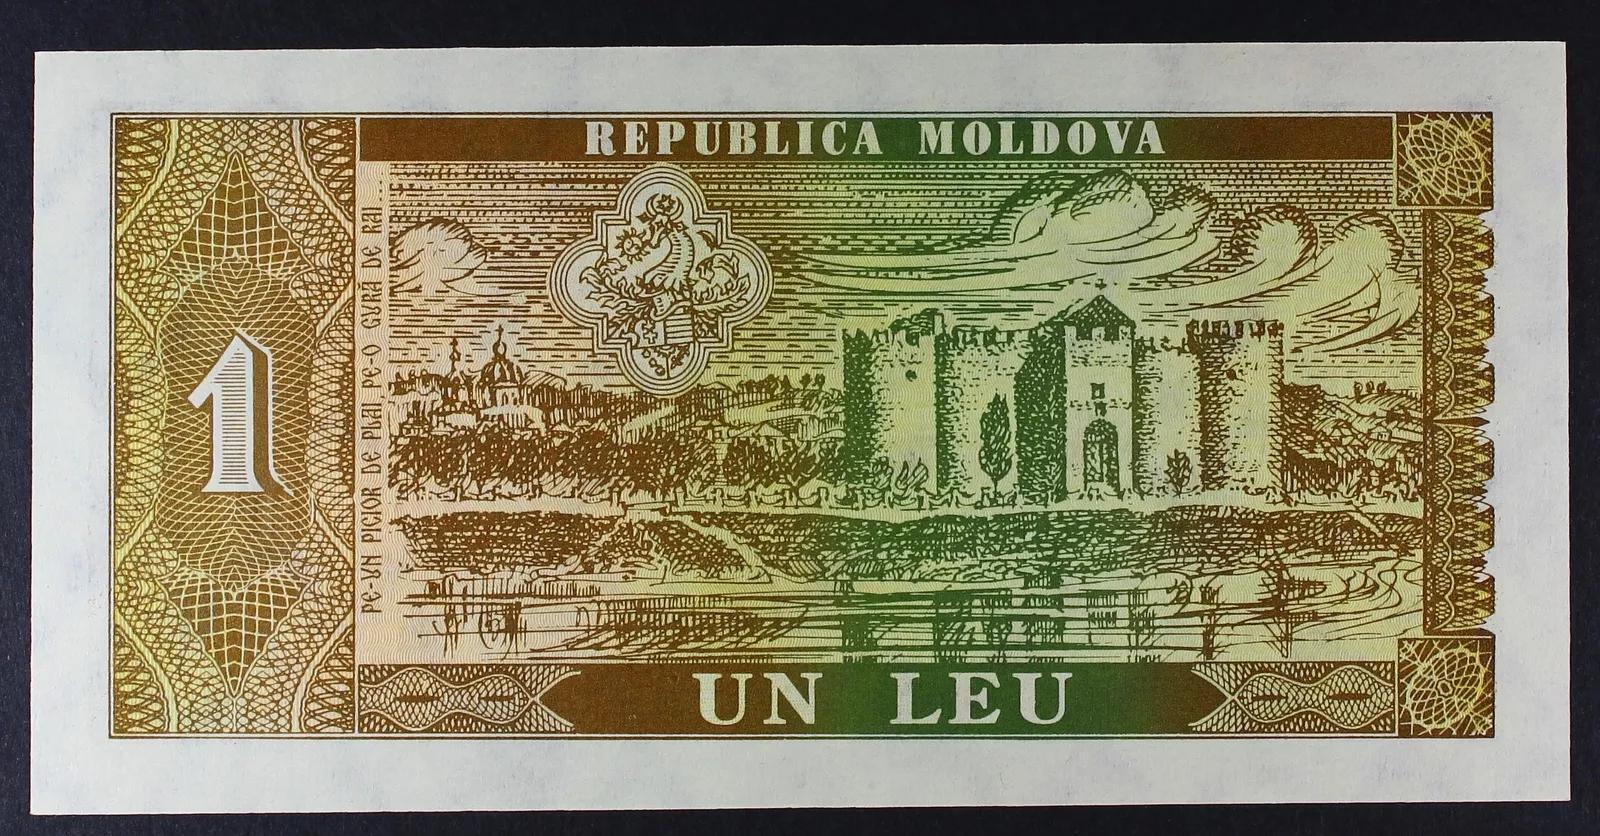 REPUBLICA MOLDOVA
1
PE-UN PICIOR DE PLAI PE-O GURĂ DE RAI
UN LEU